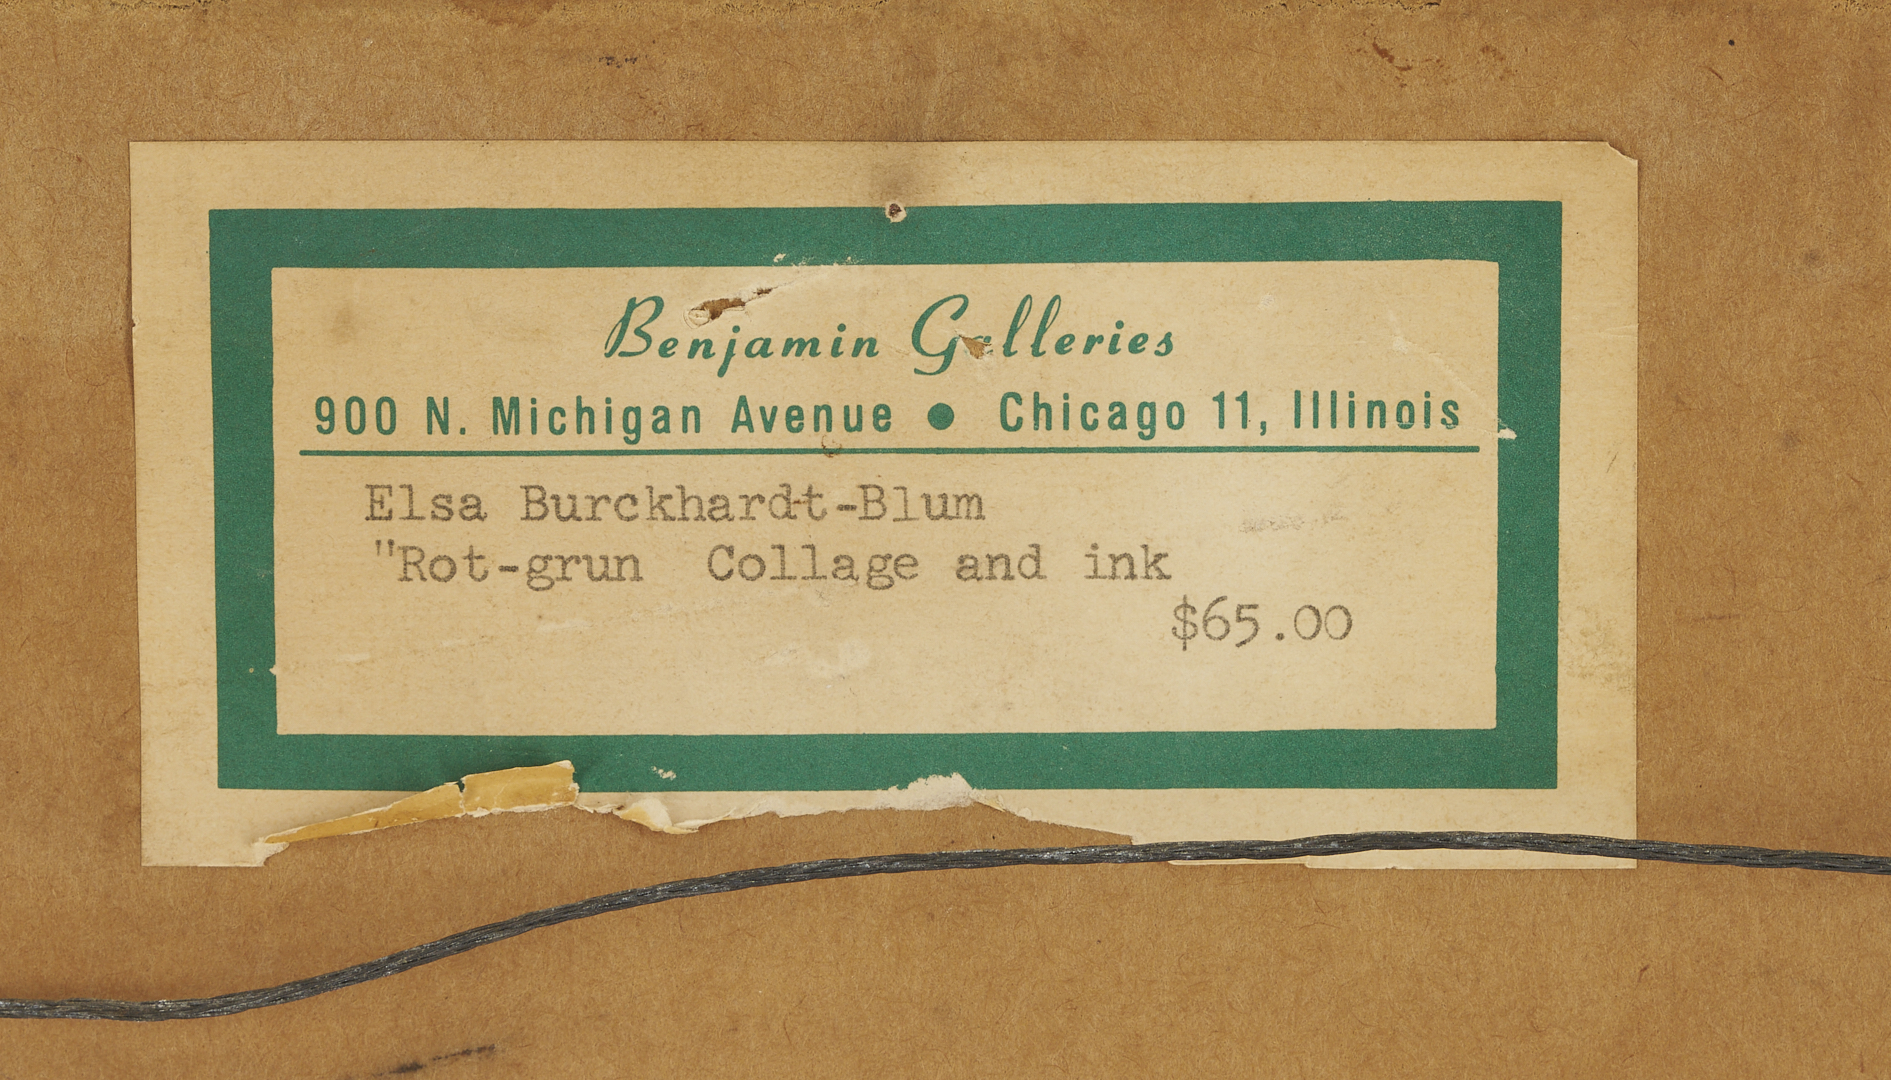 Benjamin Galleries
900 N. Michigan Avenue ● Chicago 11, Illinois
Elsa Burckhardt-Blum
"Rot-grun  Collage and ink
$65.00